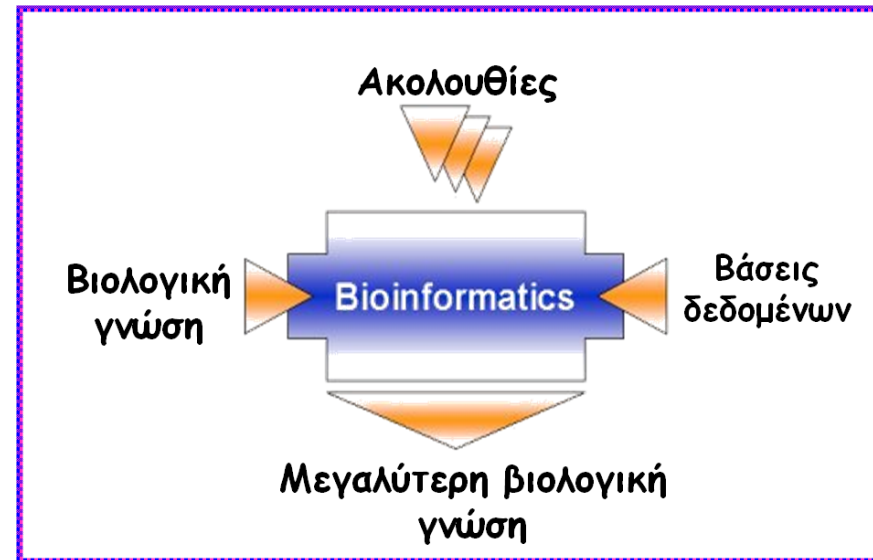 Ακολουθίες
Βιολογική
γνώση
Bioinformatics
Βάσεις
δεδομένων
Μεγαλύτερη βιολογική
γνώση